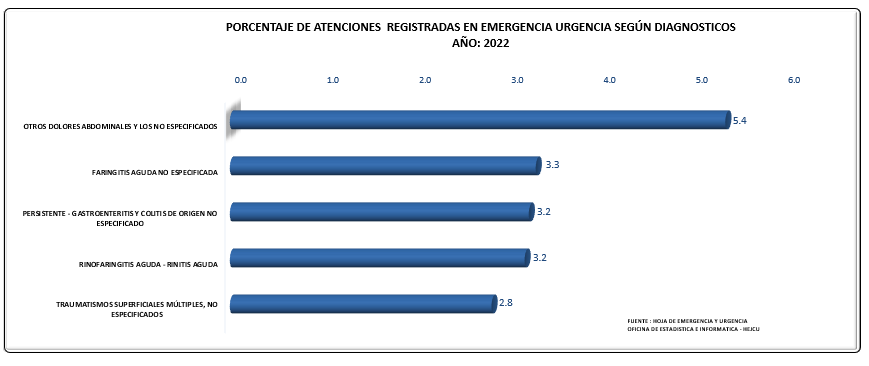 PORCENTAJE DE ATENCIONES REGISTRADAS EN EMERGENCIA URGENCIA SEGÚN DIAGNOSTICOS
AÑO: 2022
0.0 1.0 2.0 3.0 4.0 5.0 6.0
OTROS DOLORES ABDOMINALES Y LOS NO ESPECIFICADOS 5.4
FARINGITIS AGUDA NO ESPECIFICADA 3.3
PERSISTENTE - GASTROENTERITIS Y COLITIS DE ORIGEN NO
ESPECIFICADO 3.2
RINOFARINGITIS AGUDA - RINITIS AGUDA 3.2
TRAUMATISMOS SUPERFICIALES MÚLTIPLES, NO
ESPECIFICADOS 2.8
FUENTE : HOJA DE EMERGENCIA Y URGENCIA
OFICINA DE ESTADISTICA E INFORMATICA - HEJCU